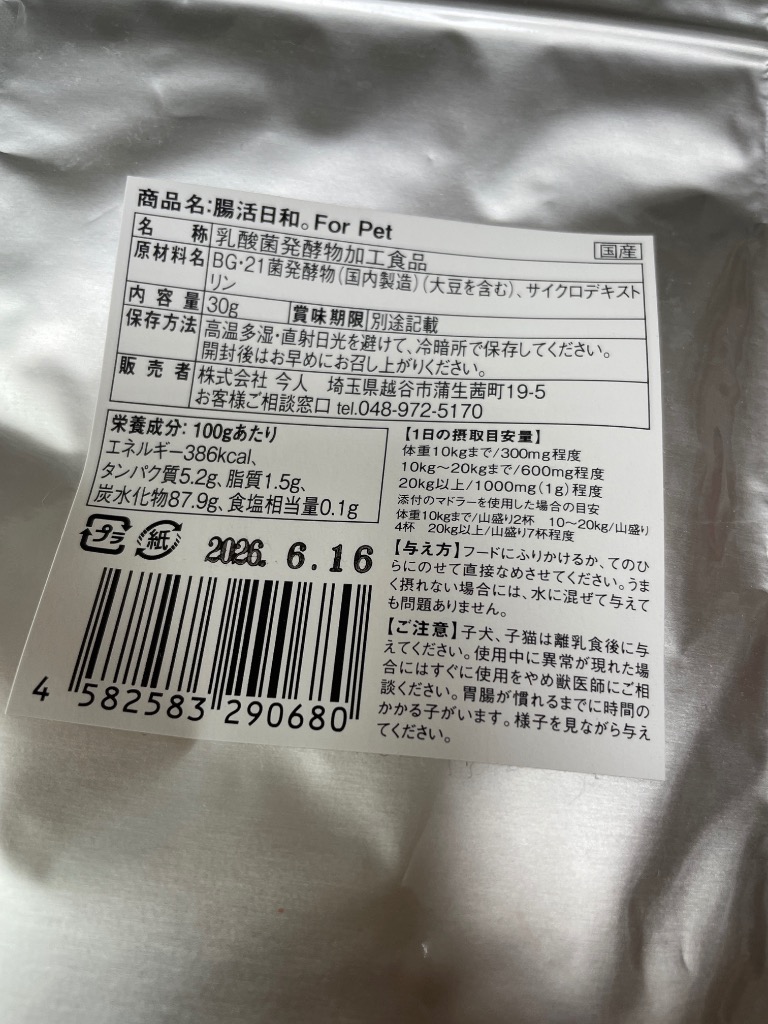 商品名:腸活日和。For Pet
国産
名称 乳酸菌発酵物加工食品
原材料名 BG・21菌発酵物(国内製造)(大豆を含む)、サイクロデキスト
リン
内容量 30g 賞味期限 別途記載
保存方法 高温多湿・直射日光を避けて、冷暗所で保存してください。
開封後はお早めにお召し上がりください。
販売者 株式会社 今人 埼玉県越谷市蒲生茜町19-5
お客様ご相談窓口 tel.048-972-5170
栄養成分:100gあたり
エネルギー386kcal、
タンパク質5.2g、脂質1.5g、
炭水化物87.9g、食塩相当量0.1g
プラ 紙 2026. 6.16
4 582583 290680
【1日の摂取目安量】
体重10kgまで/300mg程度
10kg~20kgまで/600mg程度
20kg以上/1000mg(1g)程度
添付のマドラーを使用した場合の目安
体重10kgまで/山盛り2杯 10~20kg/山盛り
4杯 20kg以上/山盛り7杯程度
【与え方】フードにふりかけるか、てのひ
らにのせて直接なめさせてください。うま
く摂れない場合には、水に混ぜて与えて
も問題ありません。
【ご注意】子犬、子猫は離乳食後に与
えてください。使用中に異常が現れた場
合にはすぐに使用をやめ獣医師にご相
談ください。胃腸が慣れるまでに時間の
かかる子がいます。様子を見ながら与え
てください。